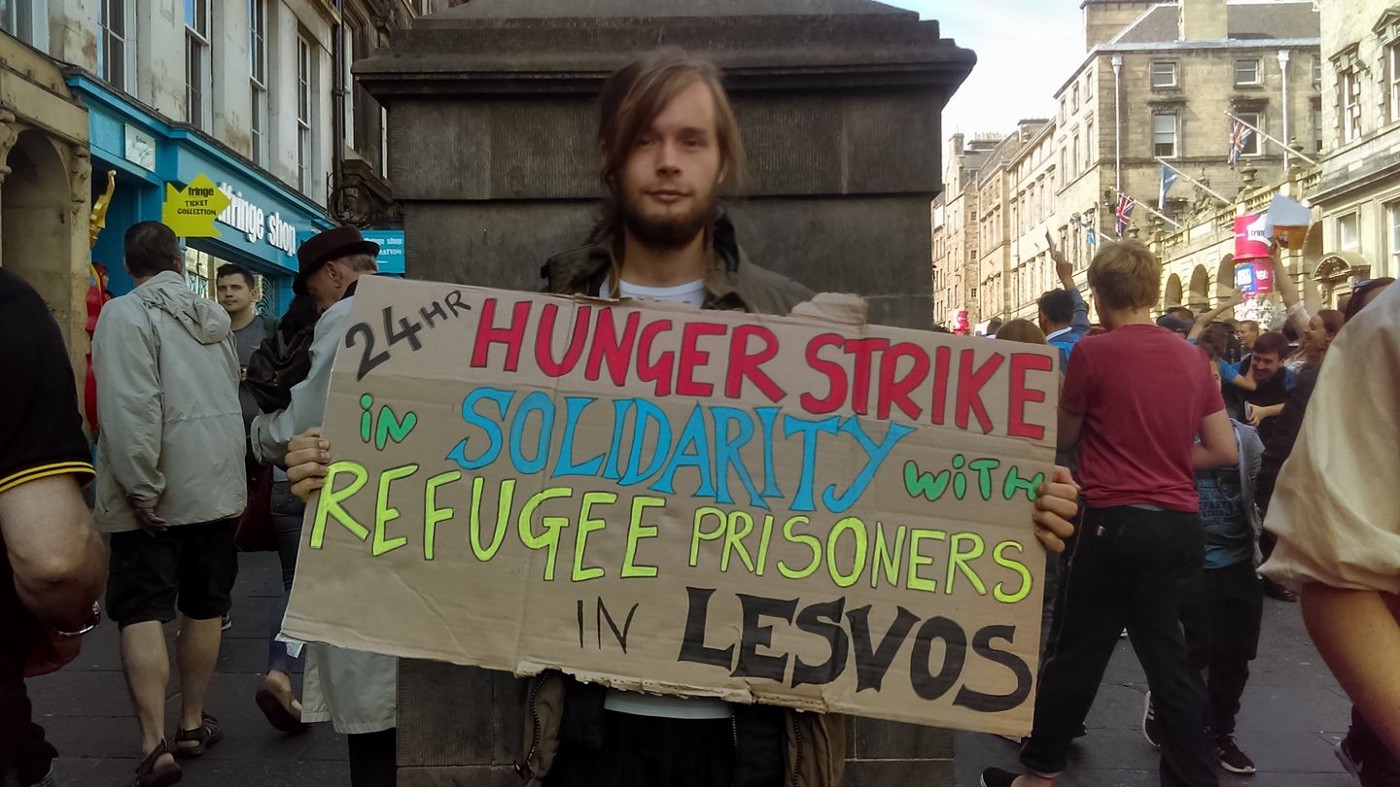 fringe
TICKET
COLLECTION
fringe shop
24HR HUNGER STRIKE
iN SOLIDARITY WiTH
REFUGEE PRISONERS
IN LESVOS